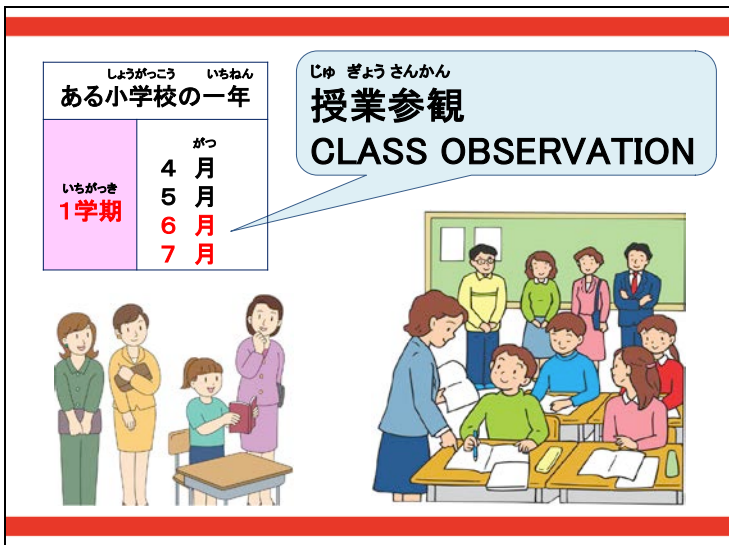 しょうがっこう いちねん
ある小学校の一年
いちがっき
1学期
がつ
4 月
5 月
6 月
7 月
じゅ ぎょう さんかん
授業参観
CLASS OBSERVATION